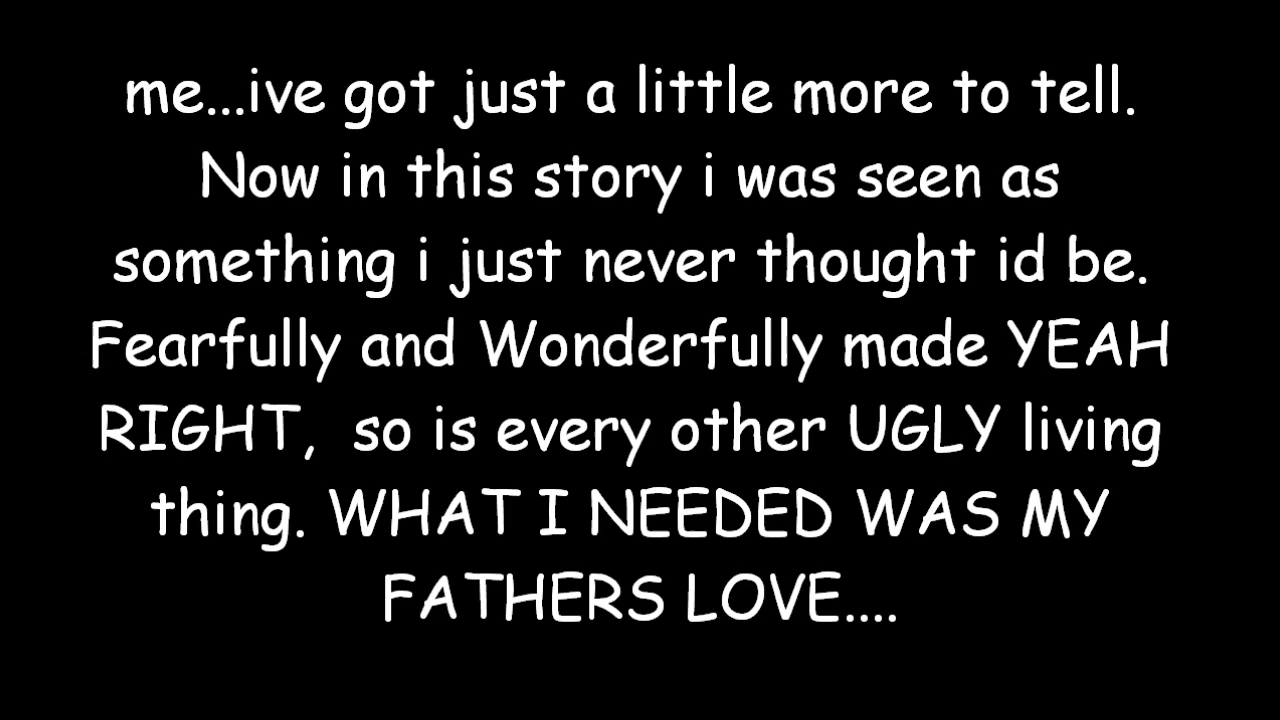 me...ive got just a little more to tell.
Now in this story i was seen as
something i just never thought id be.
Fearfully and Wonderfully made YEAH
RIGHT,  so is every other UGLY living
thing. WHAT I NEEDED WAS MY
FATHERS LOVE....